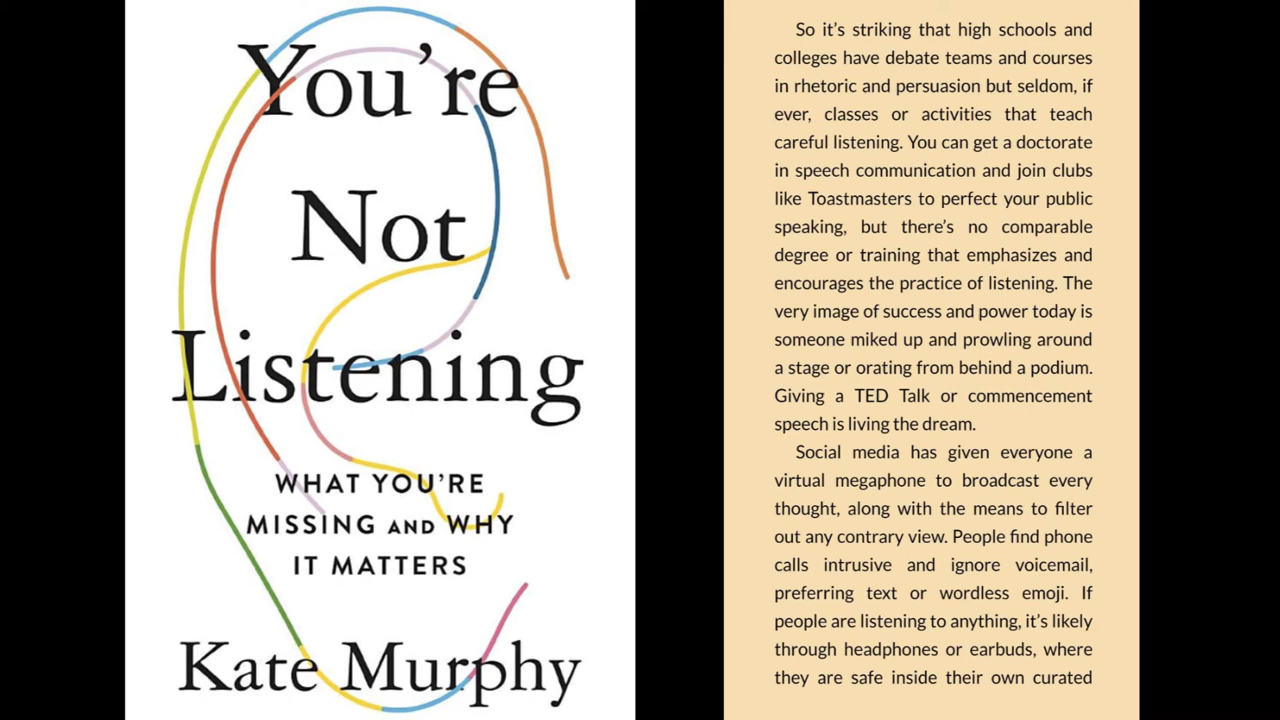 You're
Not
Listening
WHAT YOU'RE
MISSING AND WHY
IT MATTERS
Kate Murphy
So it's striking that high schools and
colleges have debate teams and courses
in rhetoric and persuasion but seldom, if
ever, classes or activities that teach
careful listening. You can get a doctorate
in speech communication and join clubs
like Toastmasters to perfect your public
speaking, but there's no comparable
degree or training that emphasizes and
encourages the practice of listening. The
very image of success and power today is
someone miked up and prowling around
a stage or orating from behind a podium.
Giving a TED Talk or commencement
speech is living the dream.
Social media has given everyone a
virtual megaphone to broadcast every
thought, along with the means to filter
out any contrary view. People find phone
calls intrusive and ignore voicemail,
preferring text or wordless emoji. If
people are listening to anything, it's likely
through headphones or earbuds, where
they are safe inside their own curated